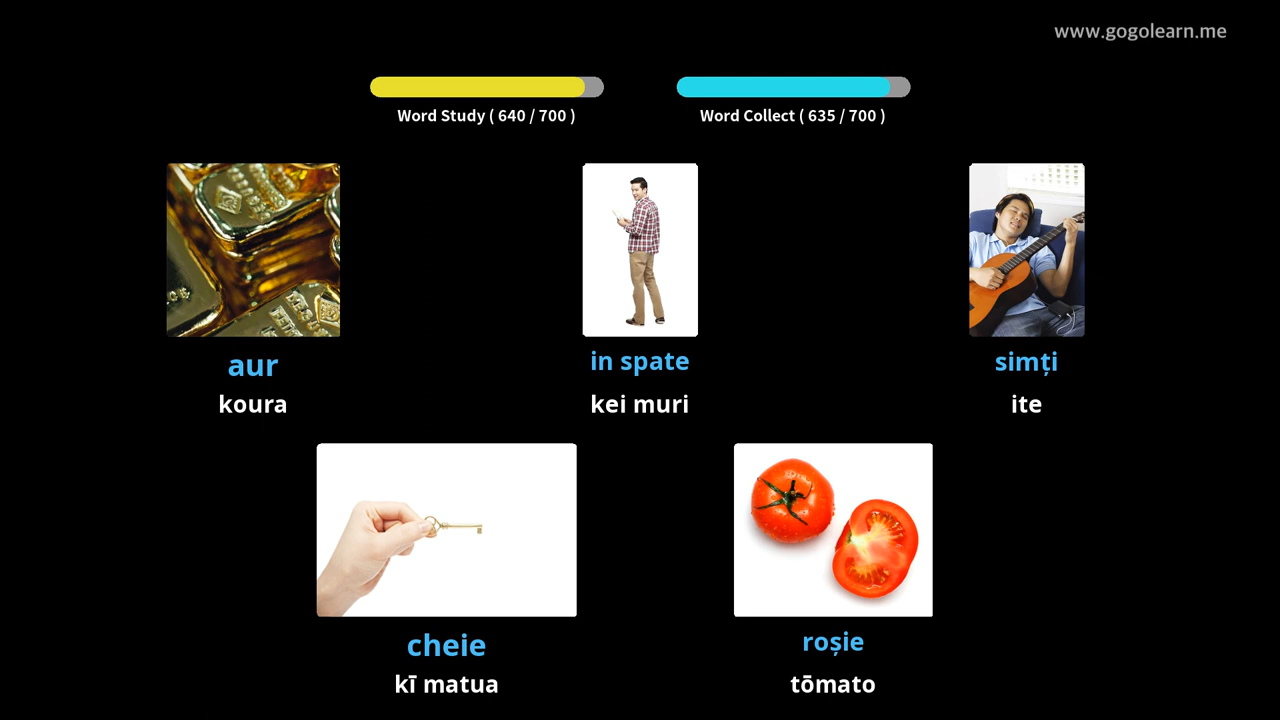 www.gogolearn.me
Word Study ( 640 / 700 )
Word Collect ( 635 / 700 )
aur
koura
in spate
kei muri
simți
ite
cheie
kī matua
roșie
tōmato